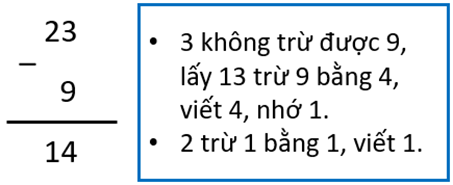 23
–
9
14
• 3 không trừ được 9,
lấy 13 trừ 9 bằng 4,
viết 4, nhớ 1.
• 2 trừ 1 bằng 1, viết 1.